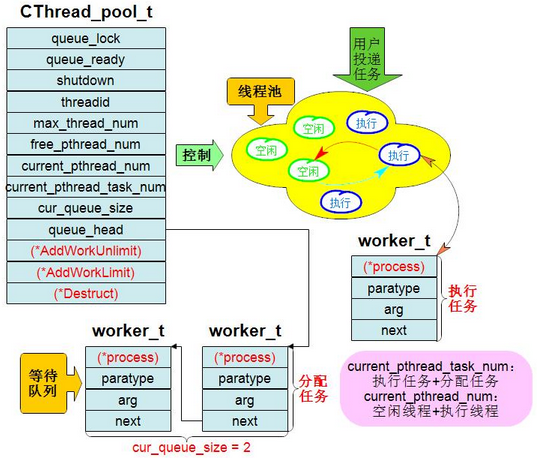 CThread_pool_t
queue_lock
queue_ready
shutdown
threadid
max_thread_num
free_pthread_num
current_pthread_num
current_pthread_task_num
cur_queue_size
queue_head
(*AddWorkUnlimit)
(*AddWorkLimit)
(*Destruct)
控制
线程池
用户
投递
任务
空闲
执行
空闲
执行
空闲
执行
worker_t
(*process)
paratype
arg
next
执行
任务
等待
队列
worker_t
(*process)
paratype
arg
next
worker_t
(*process)
paratype
arg
next
分配
任务
cur_queue_size = 2
current_pthread_task_num：
执行任务+分配任务
current_pthread_num：
空闲线程+执行线程